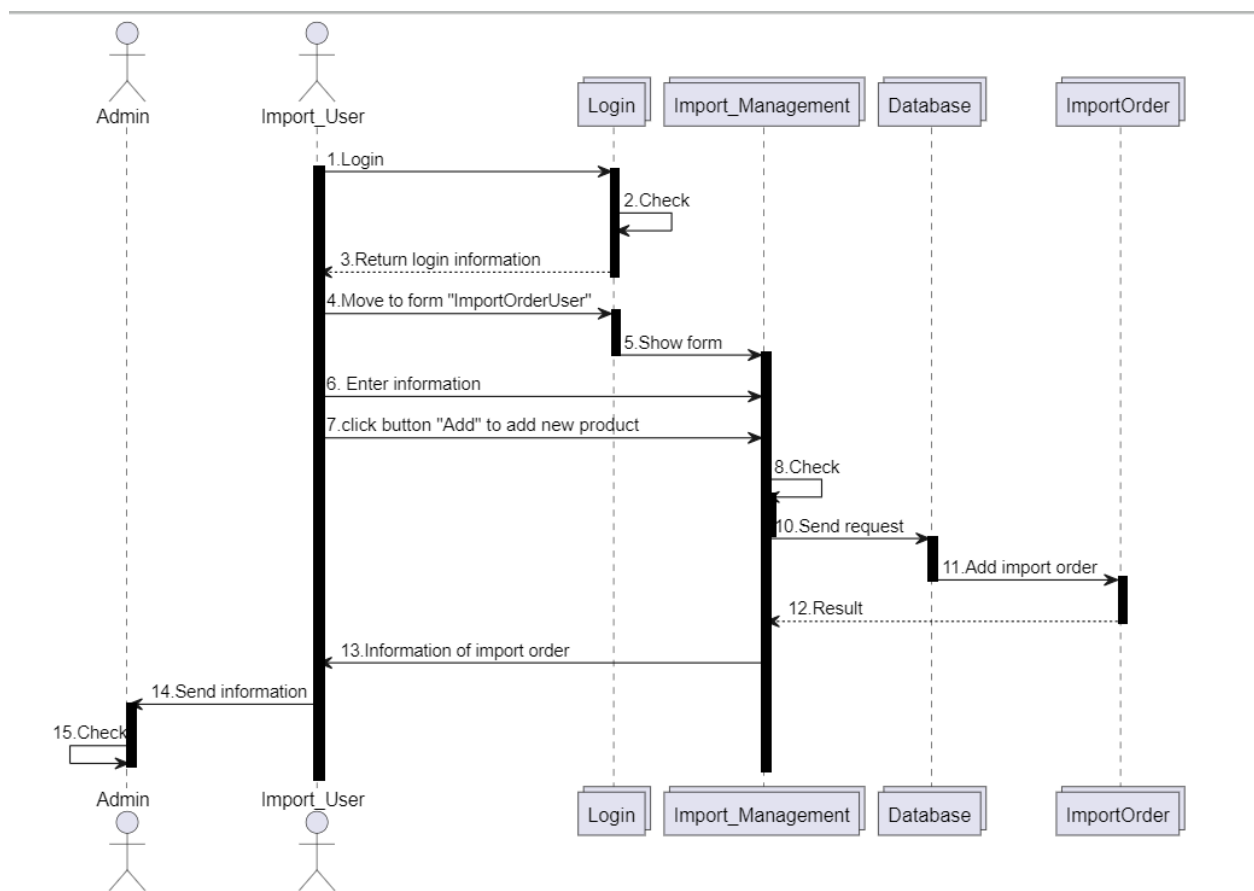 Admin
Import_User
Login
Import_Management
Database
ImportOrder
1.Login
2.Check
3.Return login information
4.Move to form "ImportOrderUser"
5.Show form
6. Enter information
7.click button "Add" to add new product
8.Check
10.Send request
11.Add import order
12.Result
13.Information of import order
14.Send information
15.Check
Admin
Import_User
Login
Import_Management
Database
ImportOrder